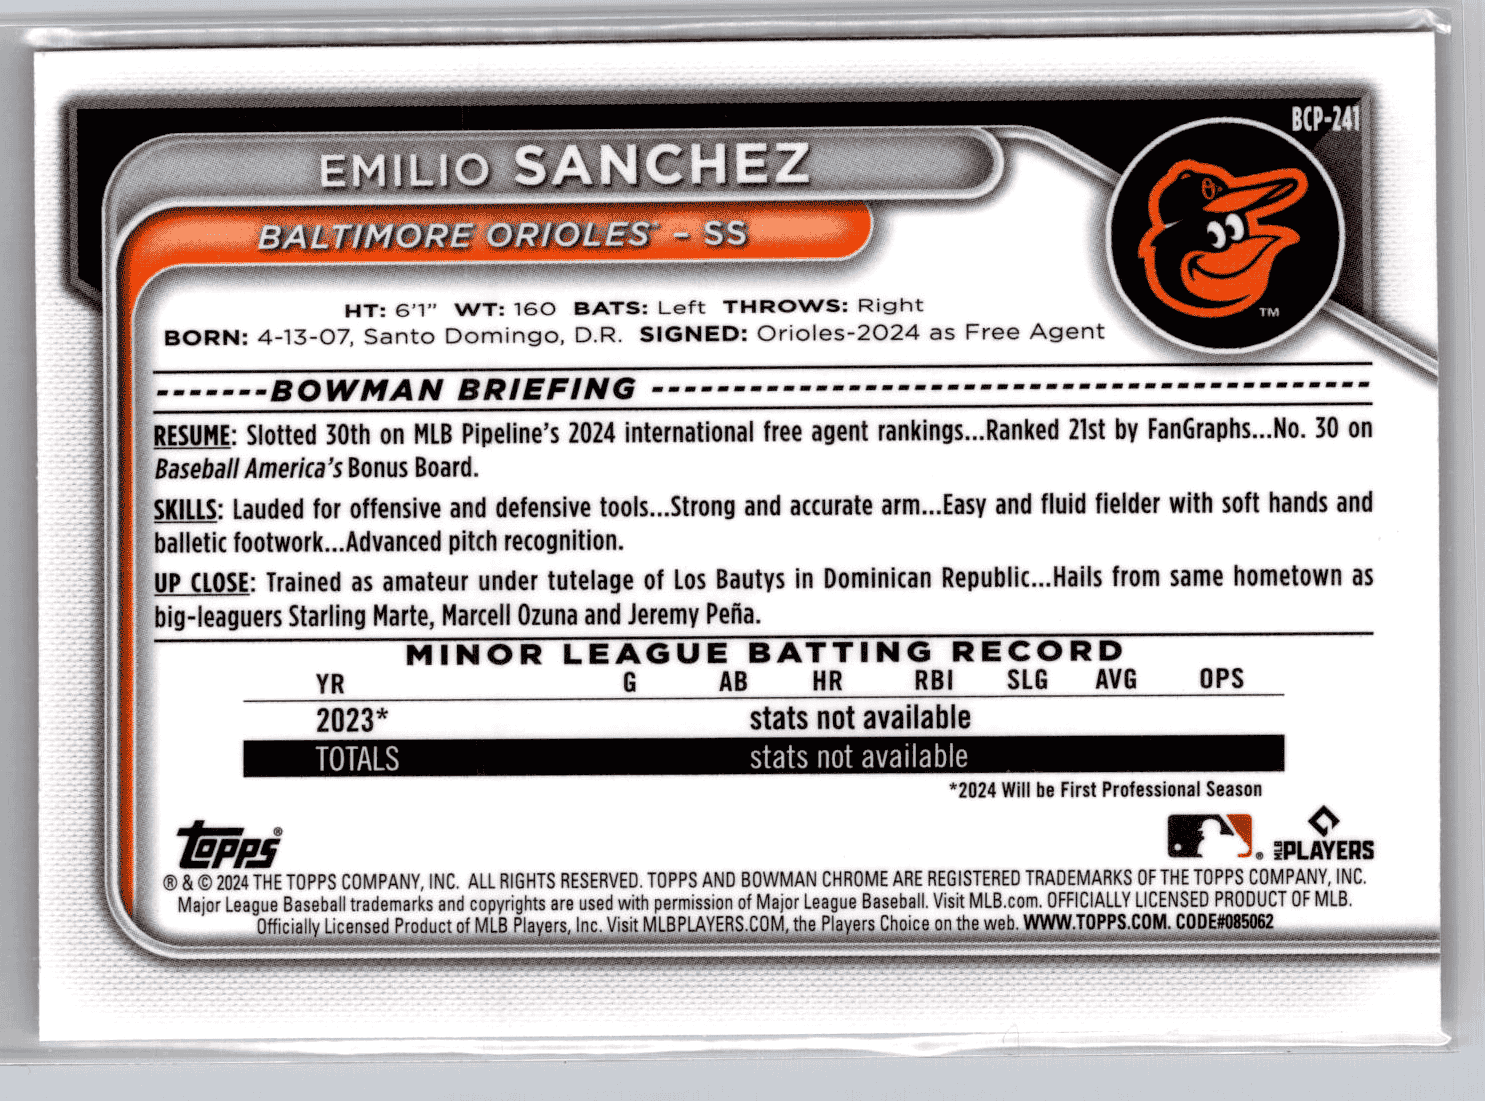 BCP-241
EMILIO SANCHEZ
BALTIMORE ORIOLES™ - SS
TM
HT: 6'1" WT: 160 BATS: Left THROWS: Right
BORN: 4-13-07, Santo Domingo, D.R. SIGNED: Orioles-2024 as Free Agent
-------BOWMAN BRIEFING ------------------------------------------
RESUME: Slotted 30th on MLB Pipeline's 2024 international free agent rankings...Ranked 21st by FanGraphs...No. 30 on
Baseball America's Bonus Board.
SKILLS: Lauded for offensive and defensive tools...Strong and accurate arm...Easy and fluid fielder with soft hands and
balletic footwork...Advanced pitch recognition.
UP CLOSE: Trained as amateur under tutelage of Los Bautys in Dominican Republic...Hails from same hometown as
big-leaguers Starling Marte, Marcell Ozuna and Jeremy Peña.
MINOR LEAGUE BATTING RECORD
YR G AB HR RBI SLG AVG OPS
2023* stats not available
TOTALS stats not available
*2024 Will be First Professional Season
Topps® ® MLB PLAYERS
® & © 2024 THE TOPPS COMPANY, INC. ALL RIGHTS RESERVED. TOPPS AND BOWMAN CHROME ARE REGISTERED TRADEMARKS OF THE TOPPS COMPANY, INC.
Major League Baseball trademarks and copyrights are used with permission of Major League Baseball. Visit MLB.com. OFFICIALLY LICENSED PRODUCT OF MLB.
Officially Licensed Product of MLB Players, Inc. Visit MLBPLAYERS.COM, the Players Choice on the web. WWW.TOPPS.COM. CODE#085062